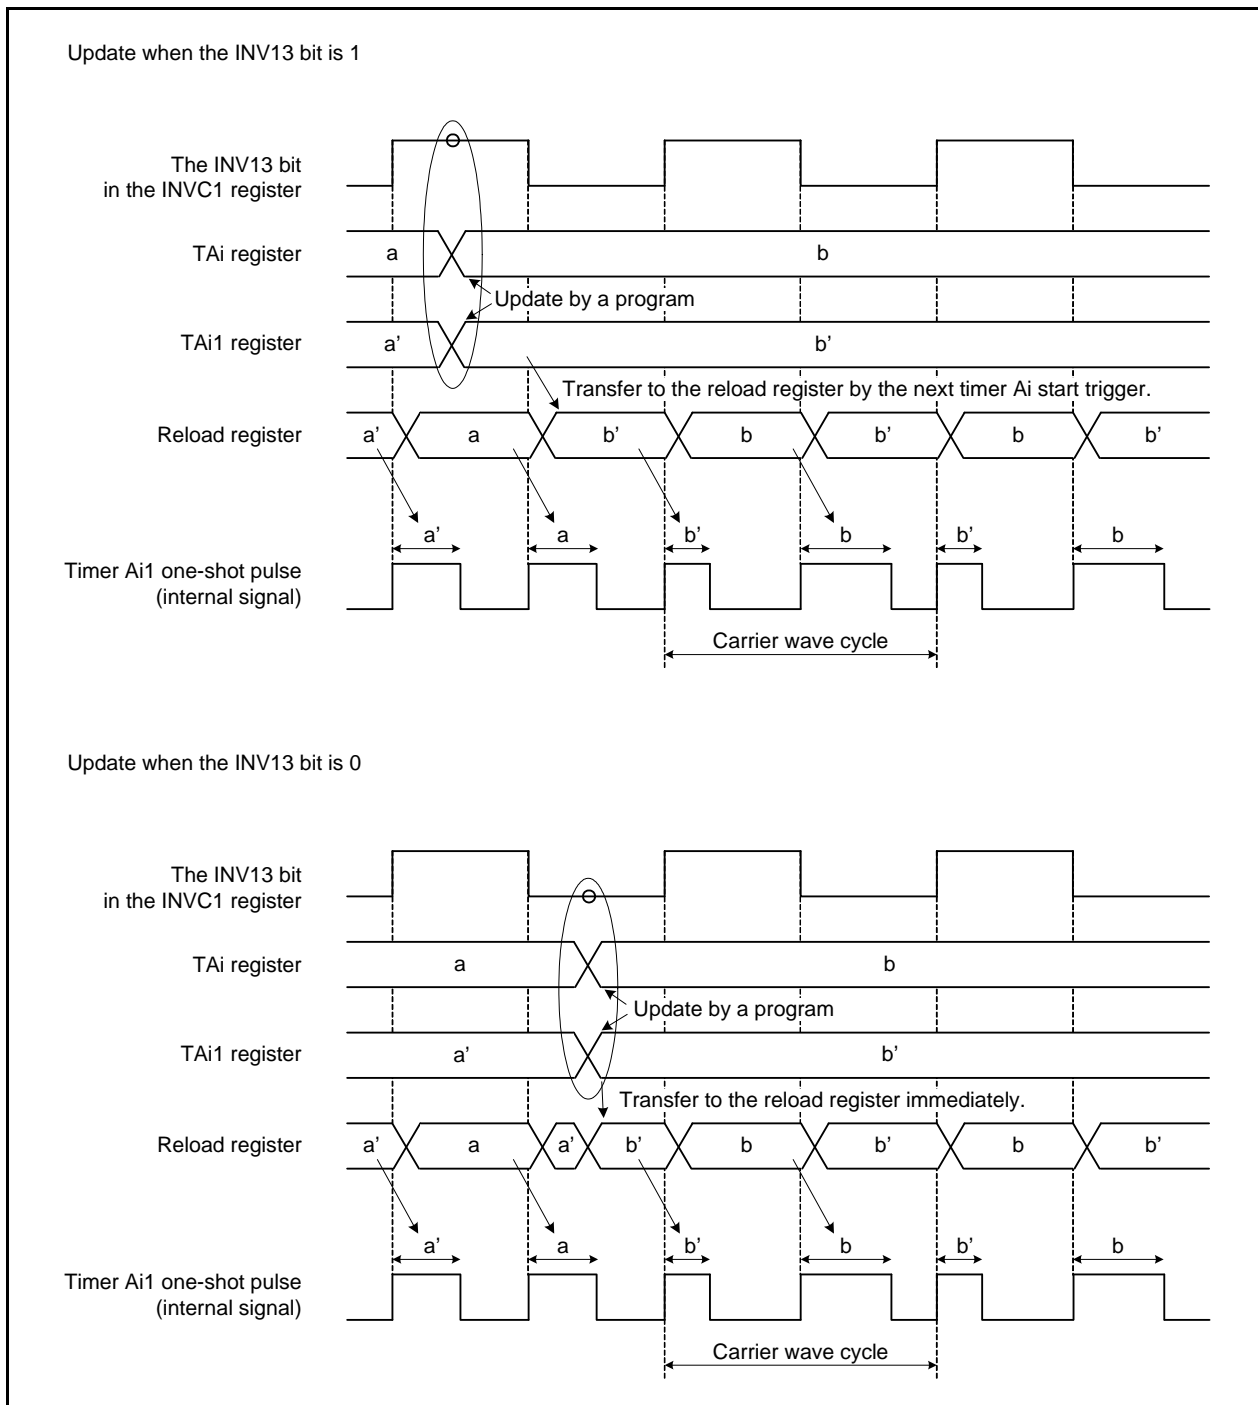 Update when the INV13 bit is 1
The INV13 bit
in the INVC1 register
TAi register
a
b
Update by a program
TAi1 register
a’
b’
Transfer to the reload register by the next timer Ai start trigger.
Reload register
a’
a
b’
b
b’
b
b’
a’
a
b’
b
b’
b
Timer Ai1 one-shot pulse
(internal signal)
Carrier wave cycle
Update when the INV13 bit is 0
The INV13 bit
in the INVC1 register
TAi register
a
b
Update by a program
TAi1 register
a’
b’
Transfer to the reload register immediately.
Reload register
a’
a
a’
b’
b
b’
b
b’
a’
a
b’
b
b’
b
Timer Ai1 one-shot pulse
(internal signal)
Carrier wave cycle